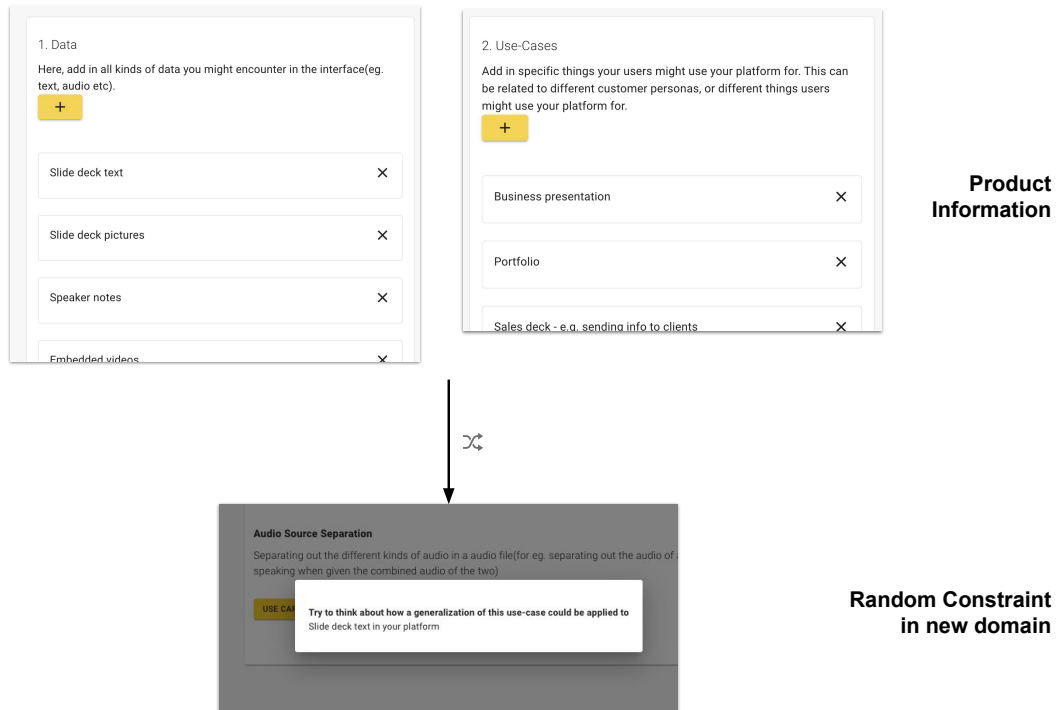 1. Data
Here, add in all kinds of data you might encounter in the interface(eg.
text, audio etc).
+
Slide deck text
Slide deck pictures
Speaker notes
Embedded videos
2. Use-Cases
Add in specific things your users might use your platform for. This can
be related to different customer personas, or different things users
might use your platform for.
+
Business presentation
Portfolio
Sales deck - e.g. sending info to clients
Product
Information
Audio Source Separation
Separating out the different kinds of audio in a audio file(for eg. separating out the audio of
speaking when given the combined audio of the two)
USE
Try to think about how a generalization of this use-case could be applied to
Slide deck text in your platform
Random Constraint
in new domain